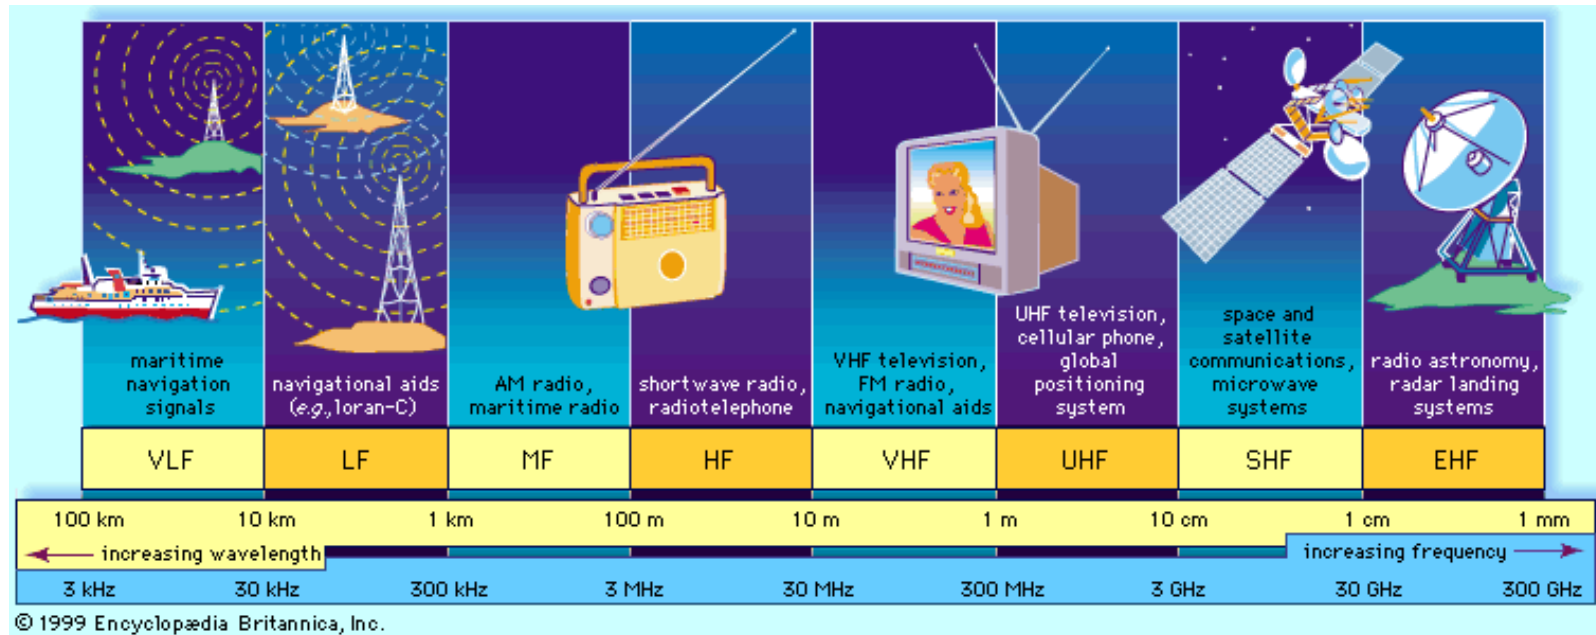 maritime
navigation
signals
navigational aids
(e.g., loran-C)
AM radio,
maritime radio
shortwave radio,
radiotelephone
VHF television,
FM radio,
navigational aids
UHF television,
cellular phone,
global
positioning
system
space and
satellite
communications,
microwave
systems
radio astronomy,
radar landing
systems
VLF LF MF HF VHF UHF SHF EHF
100 km 10 km 1 km 100 m 10 m 1 m 10 cm 1 cm 1 mm
increasing wavelength
increasing frequency
3 kHz 30 kHz 300 kHz 3 MHz 30 MHz 300 MHz 3 GHz 30 GHz 300 GHz
© 1999 Encyclopædia Britannica, Inc.